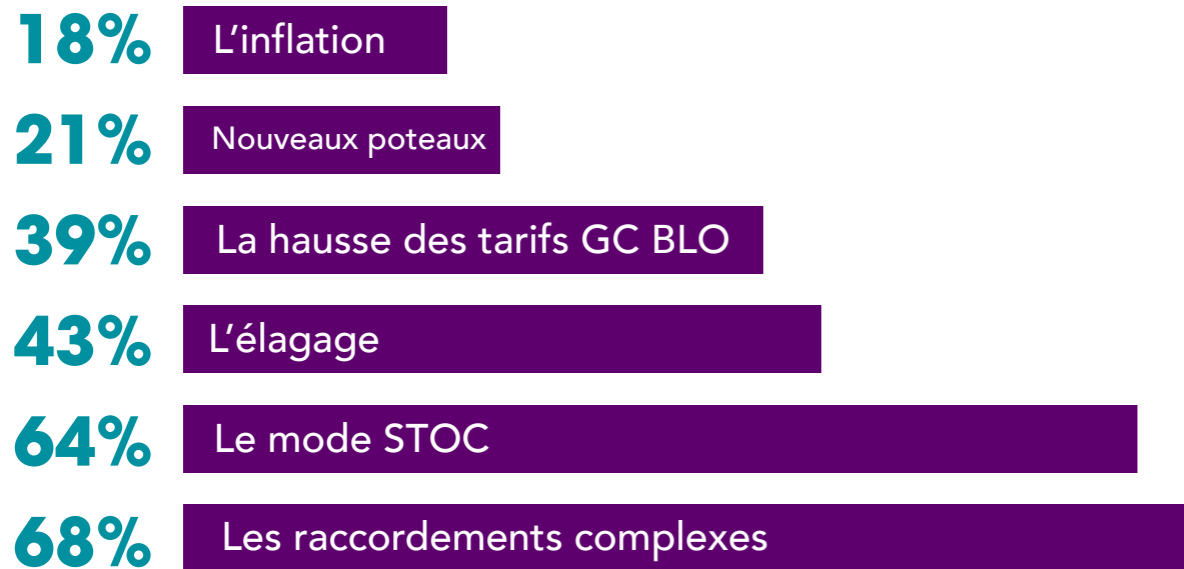 18% L’inflation
21% Nouveaux poteaux
39% La hausse des tarifs GC BLO
43% L’élagage
64% Le mode STOC
68% Les raccordements complexes